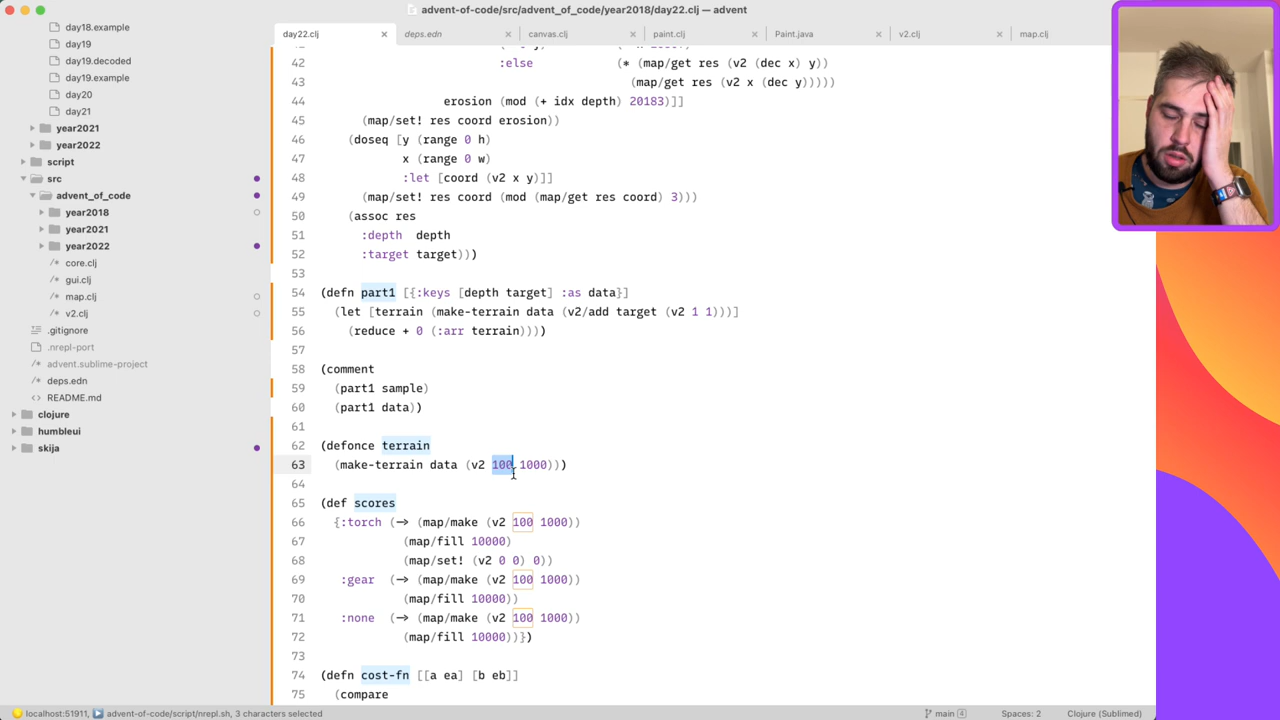 advent-of-code/src/advent_of_code/year2018/day22.clj — advent
day22.clj
deps.edn
canvas.clj
paint.clj
Paint.java
v2.clj
map.clj
day18.example
day19
day19.decoded
day19.example
day20
day21
year2021
year2022
script
src
advent_of_code
year2018
year2021
year2022
core.clj
gui.clj
map.clj
v2.clj
.gitignore
.nrepl-port
advent.sublime-project
deps.edn
README.md
clojure
humbleui
skija
42 :else (* (map/get res (v2 (dec x) y))
43 (map/get res (v2 x (dec y)))))
44 erosion (mod (+ idx depth) 20183)]]
45 (map/set! res coord erosion))
46 (doseq [y (range 0 h)
47 x (range 0 w)
48 :let [coord (v2 x y)]]
49 (map/set! res coord (mod (map/get res coord) 3)))
50 (assoc res
51 :depth depth
52 :target target)))
53
54 (defn part1 [{:keys [depth target] :as data}]
55 (let [terrain (make-terrain data (v2/add target (v2 1 1)))]
56 (reduce + 0 (:arr terrain))))
57
58 (comment
59 (part1 sample)
60 (part1 data))
61
62 (defonce terrain
63 (make-terrain data (v2 100 1000)))
64
65 (def scores
66 {:torch (-> (map/make (v2 100 1000))
67 (map/fill 10000)
68 (map/set! (v2 0 0) 0))
69 :gear (-> (map/make (v2 100 1000))
70 (map/fill 10000))
71 :none (-> (map/make (v2 100 1000))
72 (map/fill 10000))})
73
74 (defn cost-fn [[a ea] [b eb]]
75 (compare
localhost:51911, advent-of-code/script/nrepl.sh, 3 characters selected
main 4
Spaces: 2
Clojure (Sublimed)